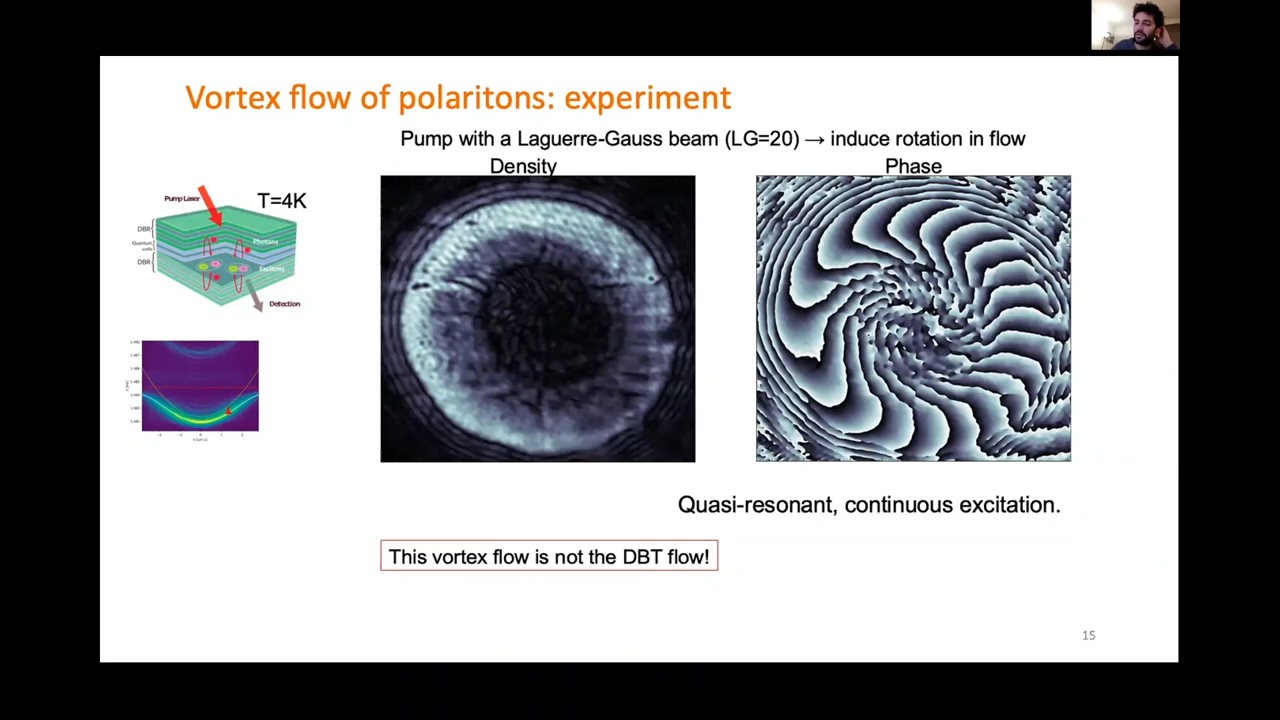 Vortex flow of polaritons: experiment
Pump with a Laguerre-Gauss beam (LG=20) → induce rotation in flow
Density
Phase
Pump Laser
T=4K
DBR
Quantum
wells
DBR
Photons
Excitons
Detection
Quasi-resonant, continuous excitation.
This vortex flow is not the DBT flow!
15